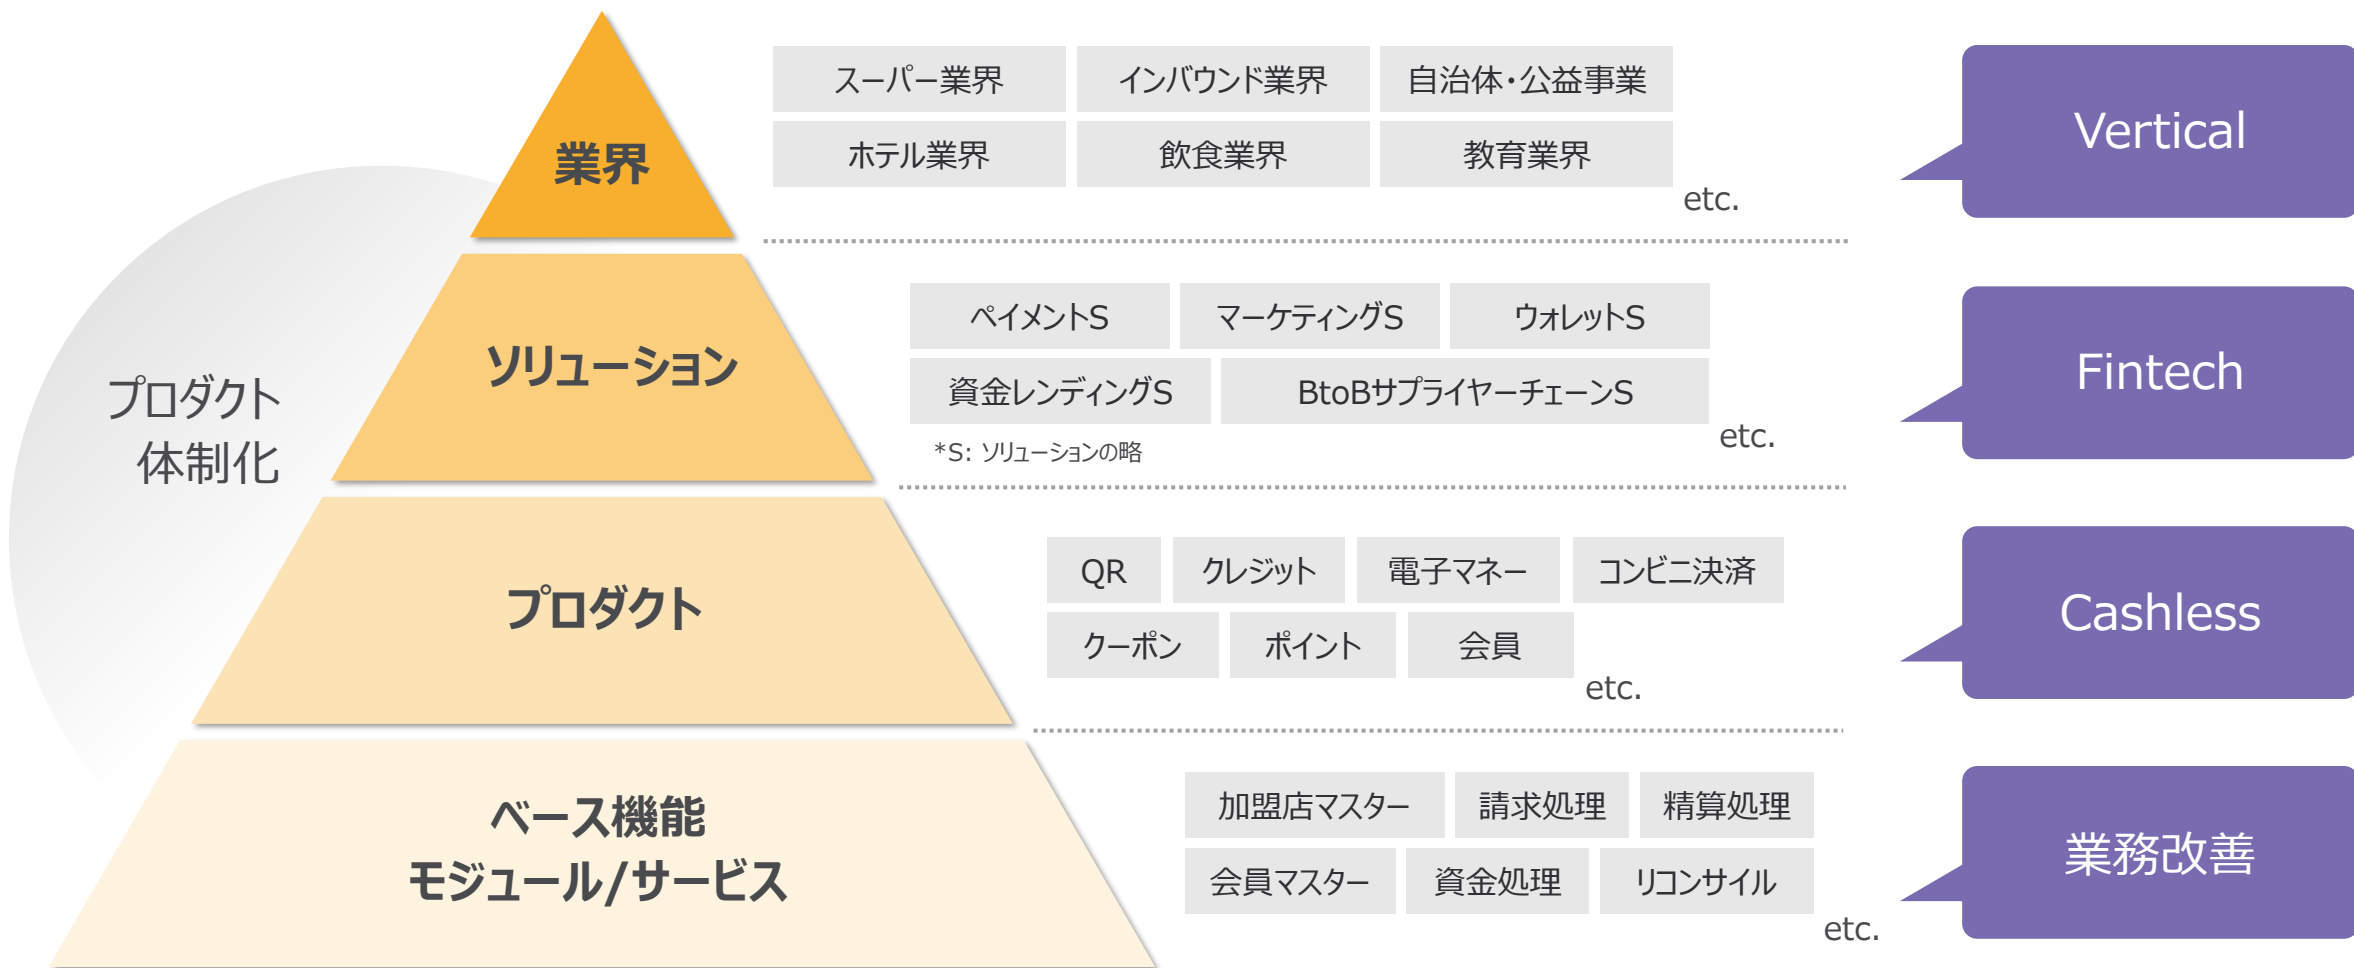 プロダクト
体制化
業界
スーパー業界 インバウンド業界 自治体・公益事業
ホテル業界 飲食業界 教育業界
etc.
Vertical
ソリューション
ペイメントS マーケティングS ウォレットS
資金レンディングS BtoBサプライヤーチェーンS
etc.
*S: ソリューションの略
Fintech
プロダクト
QR クレジット 電子マネー コンビニ決済
クーポン ポイント 会員
etc.
Cashless
ベース機能
モジュール/サービス
加盟店マスター 請求処理 精算処理
会員マスター 資金処理 リコンサイル
etc.
業務改善